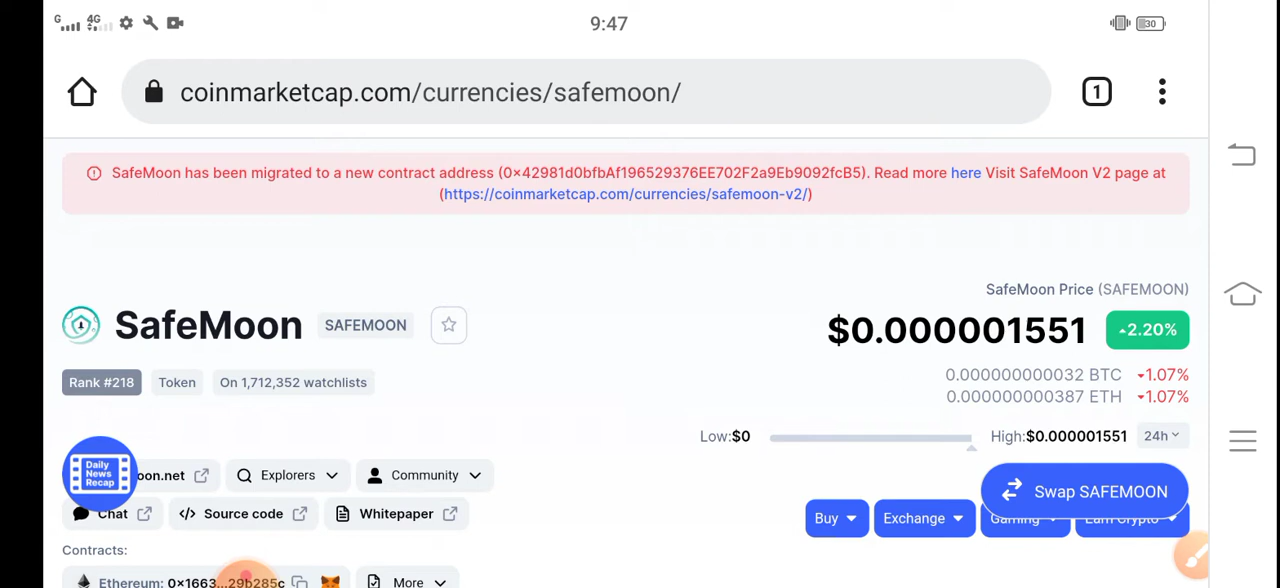 G 4G 9:47 30
coinmarketcap.com/currencies/safemoon/ 1
SafeMoon has been migrated to a new contract address (0x42981d0bfbAf196529376EE702F2a9Eb9092fcB5). Read more here Visit SafeMoon V2 page at
(https://coinmarketcap.com/currencies/safemoon-v2/)
SafeMoon Price (SAFEMOON)
SafeMoon SAFEMOON $0.000001551 2.20%
Rank #218 Token On 1,712,352 watchlists
0.000000000032 BTC 1.07%
0.000000000387 ETH 1.07%
Low:$0 High:$0.000001551 24h
Daily
News
Recap
oon.net Explorers Community
Swap SAFEMOON
Chat Source code Whitepaper
Buy Exchange Gaming Earn Crypto
Contracts:
Ethereum: 0x1663...29b285c More